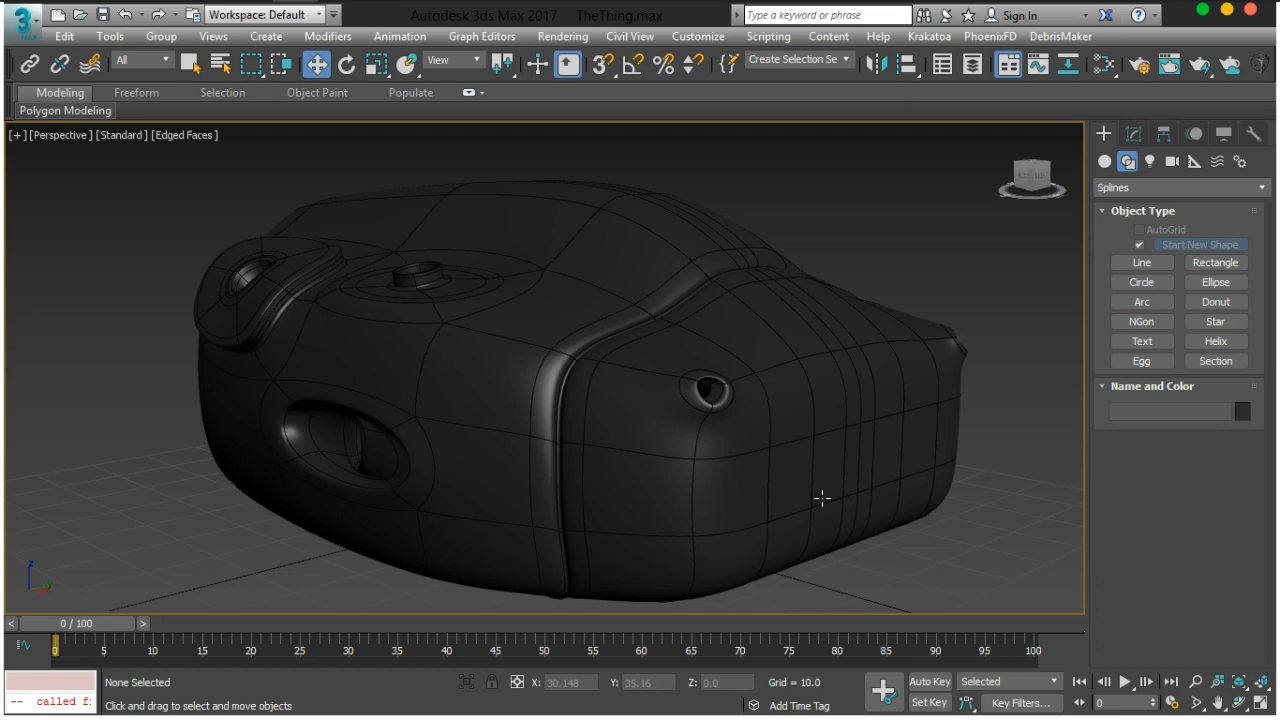 3
MAX
Workspace: Default
Autodesk 3ds Max 2017 TheThing.max
Type a keyword or phrase
Sign In
Edit Tools Group Views Create Modifiers Animation Graph Editors Rendering Civil View Customize Scripting Content Help Krakatoa PhoenixFD DebrisMaker
All
View
3
Create Selection Se
Modeling Freeform Selection Object Paint Populate
Polygon Modeling
[+] [Perspective ] [Standard ] [Edged Faces ]
Splines
Object Type
AutoGrid
Start New Shape
Line Rectangle
Circle Ellipse
Arc Donut
NGon Star
Text Helix
Egg Section
Name and Color
z
< 0 / 100 >
0 5 10 15 20 25 30 35 40 45 50 55 60 65 70 75 80 85 90 95 100
None Selected
X: 30.148 Y: 35.16 Z: 0.0 Grid = 10.0
Auto Key Selected
-- called f:
Click and drag to select and move objects
Add Time Tag
Set Key Key Filters... 0